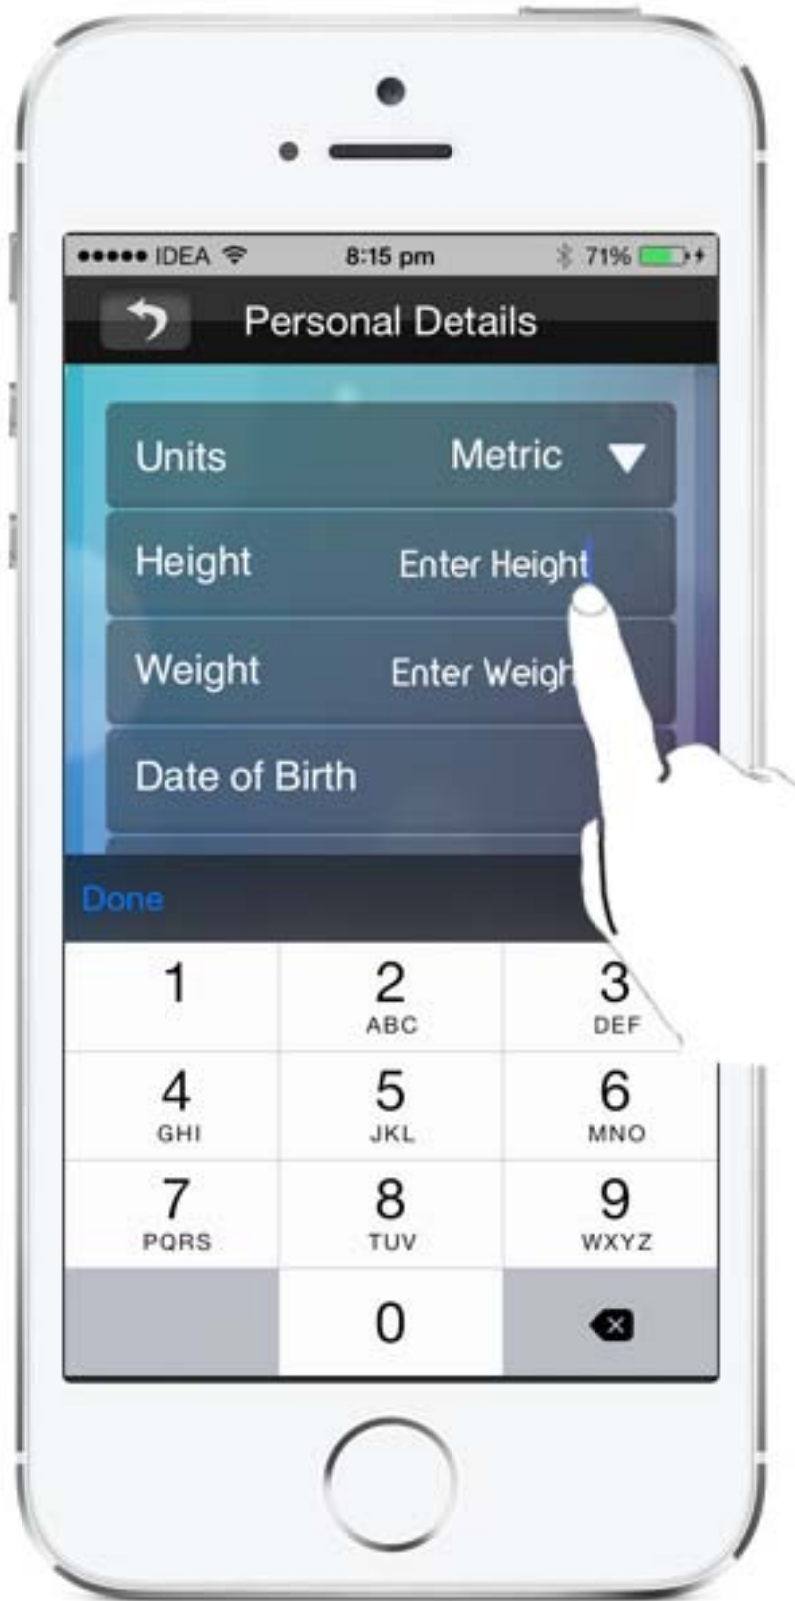 IDEA 8:15 pm 71%
Personal Details
Units Metric
Height Enter Height
Weight Enter Weigh
Date of Birth
Done
1 2 3
ABC DEF
4 5 6
GHI JKL MNO
7 8 9
PQRS TUV WXYZ
0